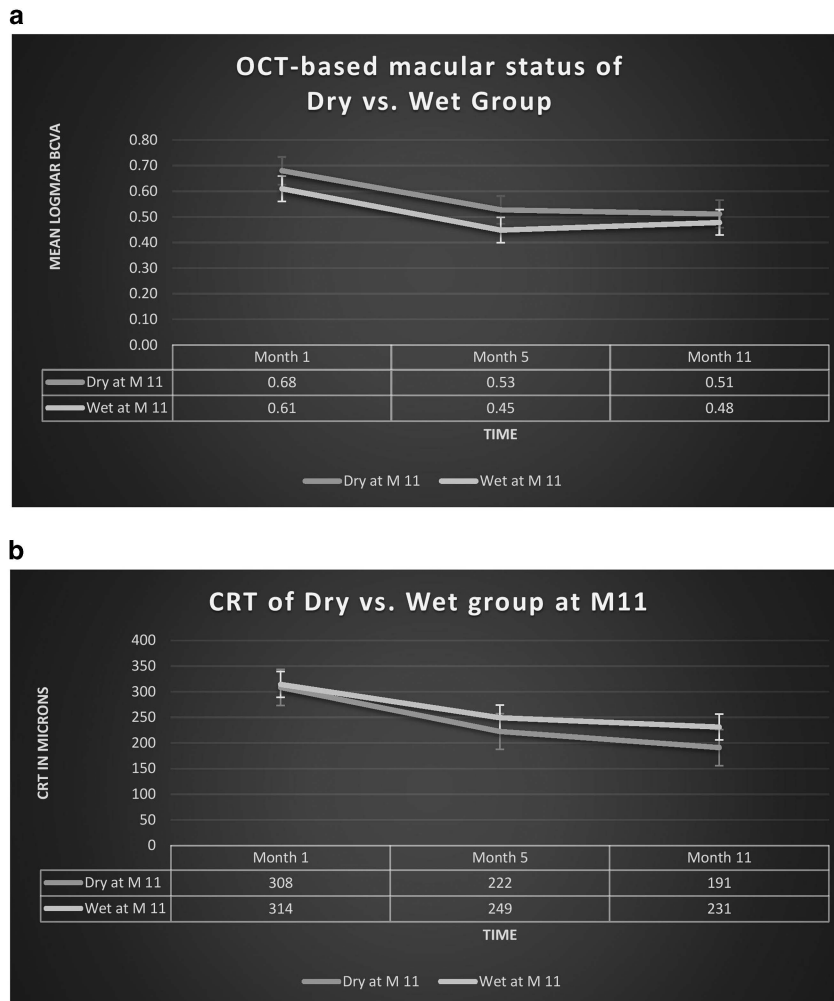 a
OCT-based macular status of
Dry vs. Wet Group
MEAN LOGMAR BCVA
0.80
0.70
0.60
0.50
0.40
0.30
0.20
0.10
0.00
Month 1 Month 5 Month 11
Dry at M 11 0.68 0.53 0.51
Wet at M 11 0.61 0.45 0.48
TIME
Dry at M 11 Wet at M 11
b
CRT of Dry vs. Wet group at M11
CRT IN MICRONS
400
350
300
250
200
150
100
50
0
Month 1 Month 5 Month 11
Dry at M 11 308 222 191
Wet at M 11 314 249 231
TIME
Dry at M 11 Wet at M 11